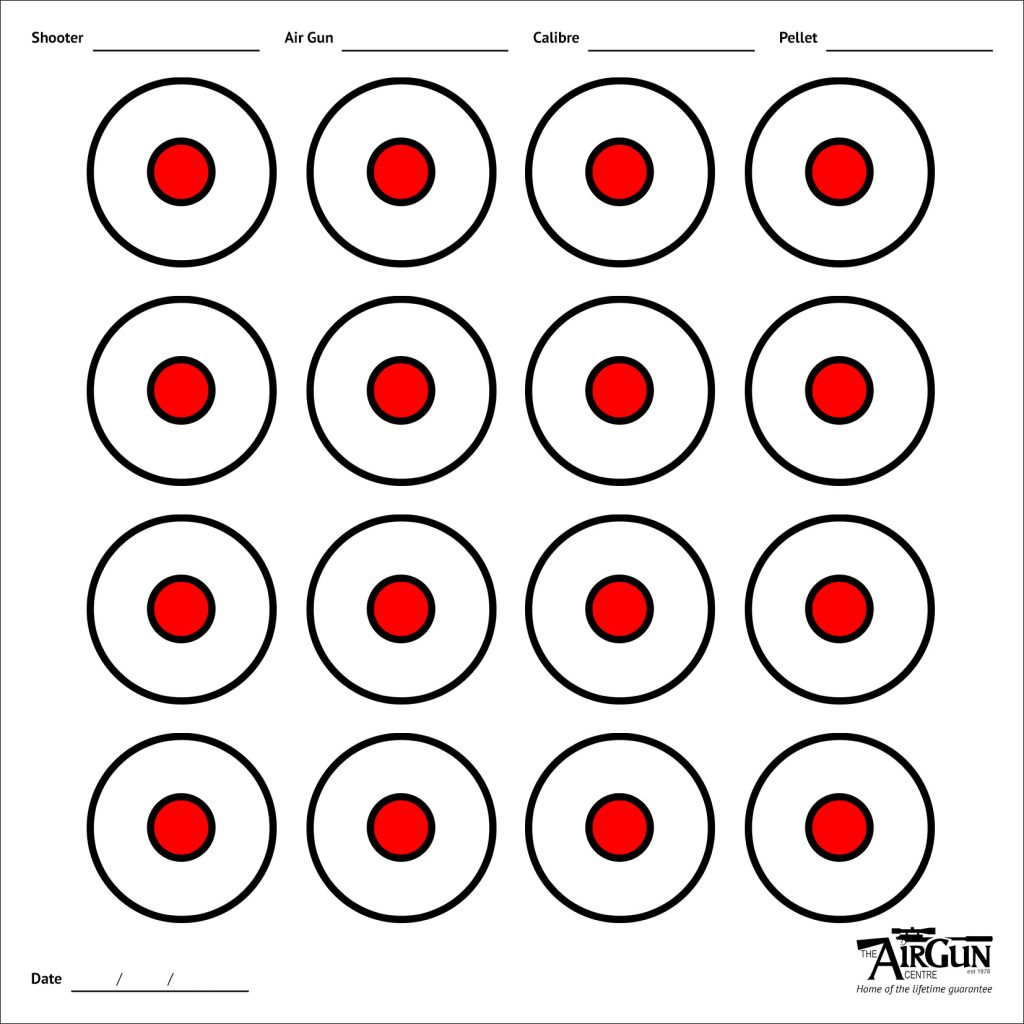 Shooter Air Gun Calibre Pellet
Date / /
THE AIRGUN
CENTRE est 1978
Home of the lifetime guarantee